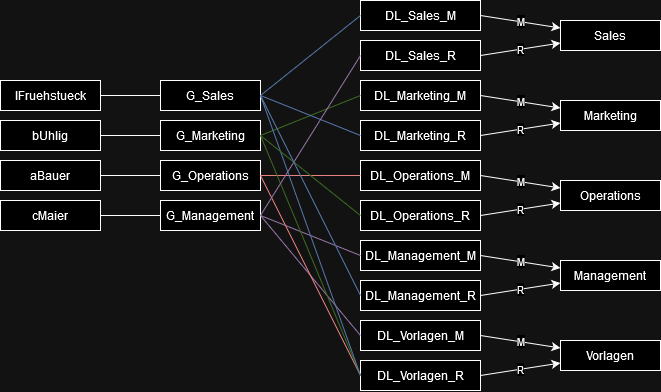 DL_Sales_M
M
Sales
DL_Sales_R
R
lFruehstueck
G_Sales
DL_Marketing_M
M
Marketing
bUhlig
G_Marketing
DL_Marketing_R
R
aBauer
G_Operations
DL_Operations_M
M
Operations
cMaier
G_Management
DL_Operations_R
R
DL_Management_M
M
Management
DL_Management_R
R
DL_Vorlagen_M
M
Vorlagen
DL_Vorlagen_R
R